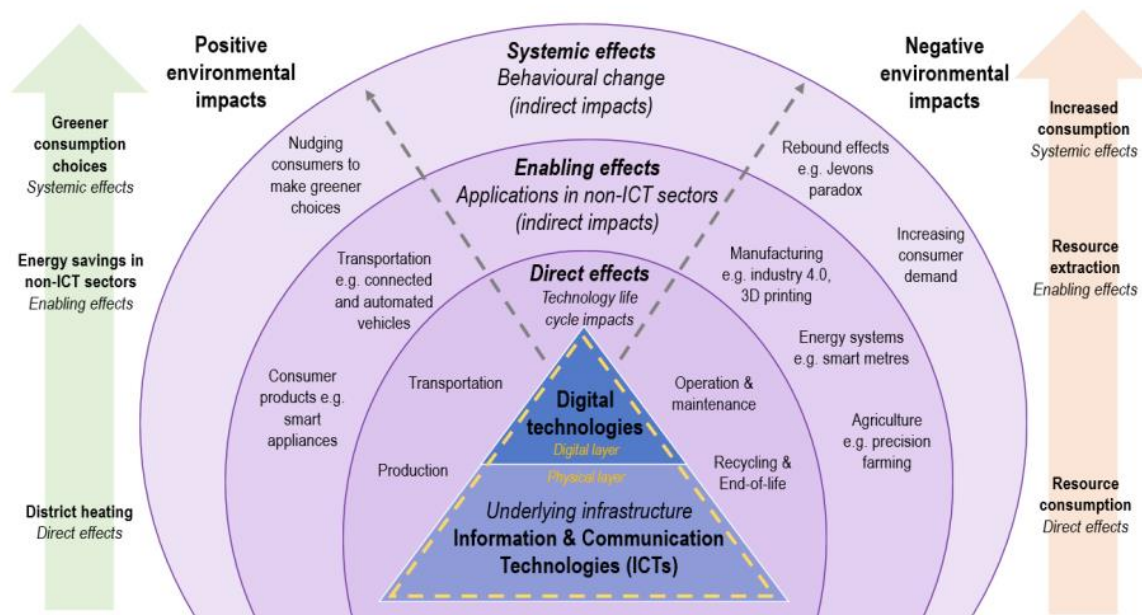 Positive
environmental
impacts
Systemic effects
Behavioural change
(indirect impacts)
Negative
environmental
impacts
Greener
consumption
choices
Systemic effects
Energy savings in
non-ICT sectors
Enabling effects
District heating
Direct effects
Nudging
consumers to
make greener
choices
Enabling effects
Applications in non-ICT sectors
(indirect impacts)
Rebound effects
e.g. Jevons
paradox
Increasing
consumer
demand
Transportation
e.g. connected
and automated
vehicles
Consumer
products e.g.
smart
appliances
Direct effects
Technology life
cycle impacts
Manufacturing
e.g. industry 4.0,
3D printing
Energy systems
e.g. smart metres
Agriculture
e.g. precision
farming
Transportation
Production
Operation &
maintenance
Recycling &
End-of-life
Digital
technologies
Digital layer
Physical layer
Underlying infrastructure
Information & Communication
Technologies (ICTs)
Increased
consumption
Systemic effects
Resource
extraction
Enabling effects
Resource
consumption
Direct effects